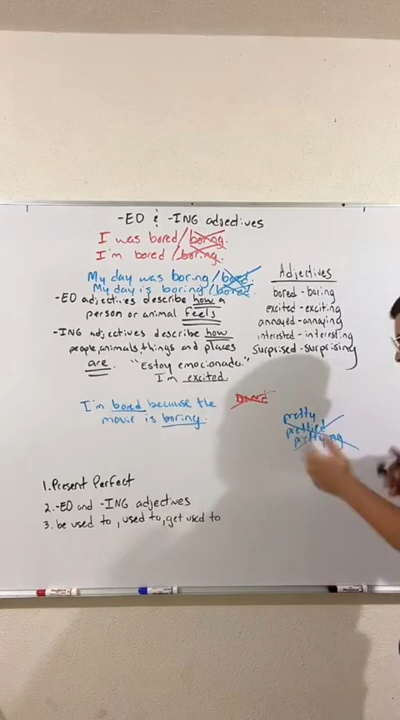 -ED & -ING adjectives
I was bored/boring.
I'm bored/boring.
My day was boring/bored.
My day is boring/bored.
-ED adjectives describe how a
person or animal feels
-ING adjectives describe how
people, animals, things and places
are. "Estoy emocionado."
I'm excited.
I'm bored because the
movie is boring.
Adjectives
bored - boring
excited - exciting
annoyed - annoying
interested - interesting
surprised - surprising
pretty
prettied
prettying
1. Present Perfect
2. -ED and -ING adjectives
3. be used to, used to, get used to